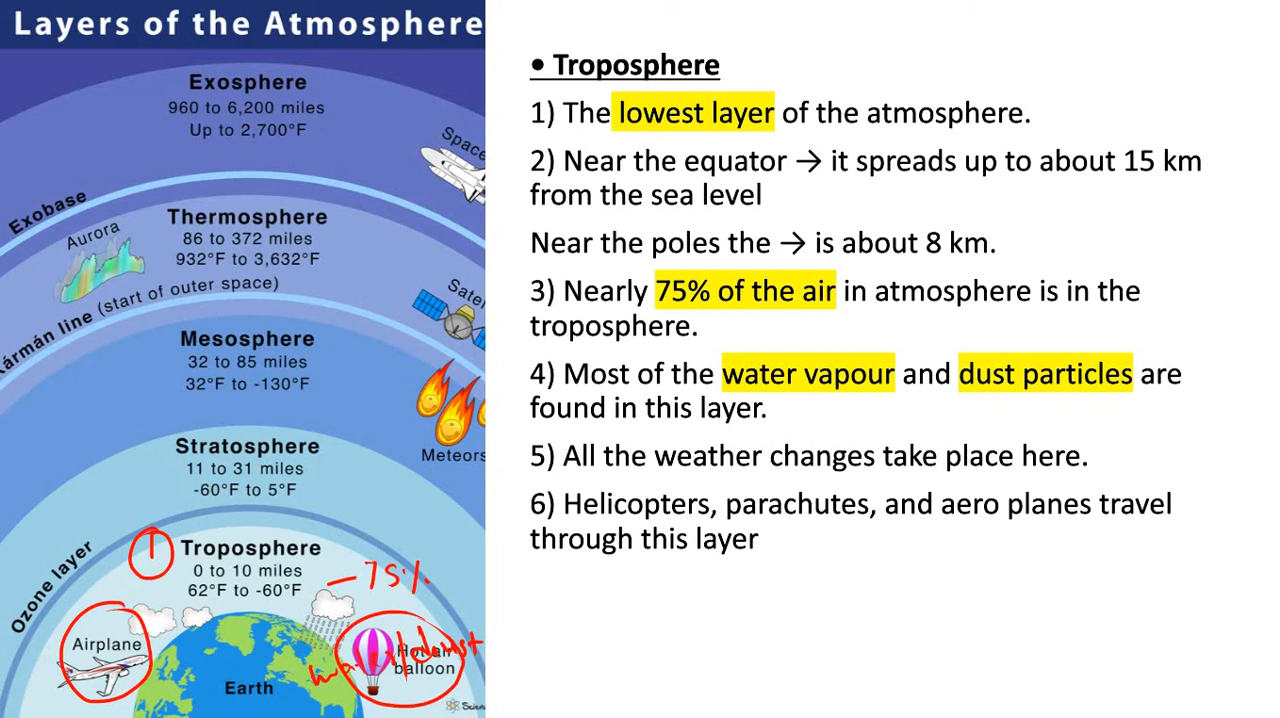 Layers of the Atmosphere
Exosphere
960 to 6,200 miles
Up to 2,700°F
Space
Exobase
Thermosphere
86 to 372 miles
932°F to 3,632°F
Aurora
Kármán line (start of outer space)
Mesosphere
32 to 85 miles
32°F to -130°F
Meteors
Stratosphere
11 to 31 miles
-60°F to 5°F
Ozone layer
Troposphere
0 to 10 miles
62°F to -60°F
1
– 75%
Airplane
Hot air
balloon
water/dust
Earth
• Troposphere
1) The lowest layer of the atmosphere.
2) Near the equator → it spreads up to about 15 km
from the sea level
Near the poles the → is about 8 km.
3) Nearly 75% of the air in atmosphere is in the
troposphere.
4) Most of the water vapour and dust particles are
found in this layer.
5) All the weather changes take place here.
6) Helicopters, parachutes, and aero planes travel
through this layer